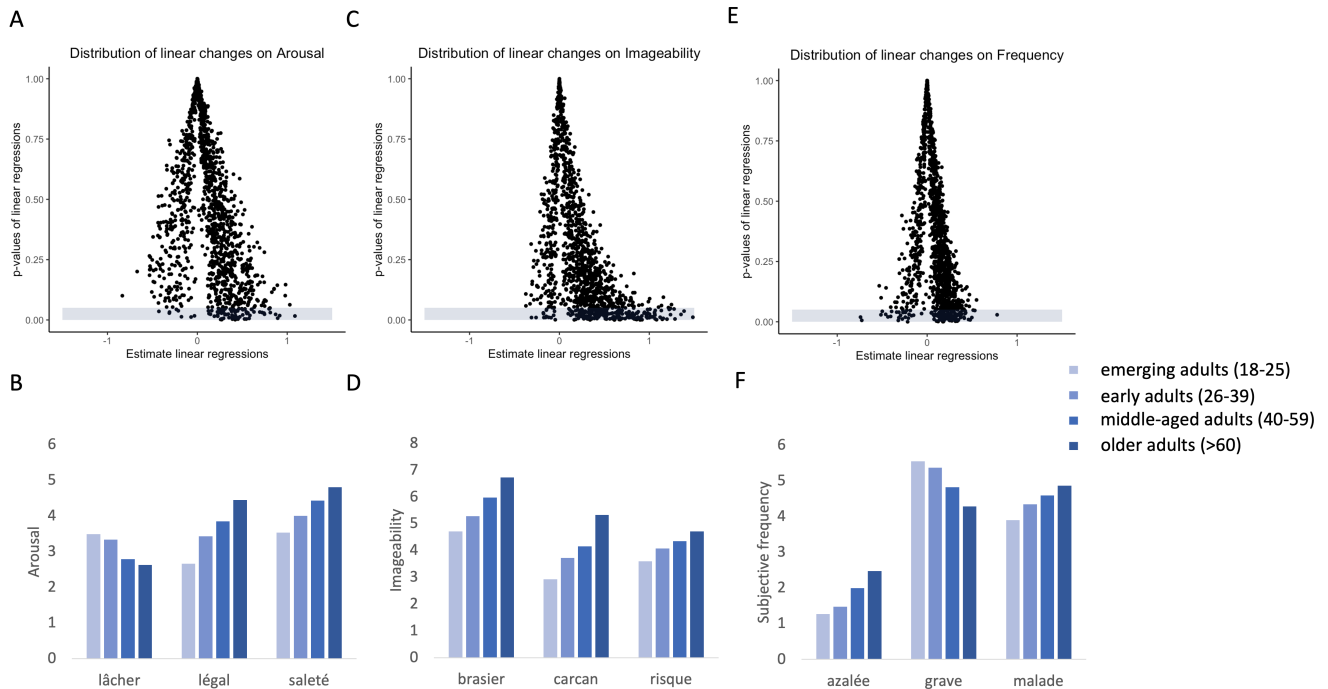 A
Distribution of linear changes on Arousal
p-values of linear regressions
1.00
0.75
0.50
0.25
0.00
-1
0
1
Estimate linear regressions
C
Distribution of linear changes on Imageability
p-values of linear regressions
1.00
0.75
0.50
0.25
0.00
-1
0
1
Estimate linear regressions
E
Distribution of linear changes on Frequency
p-values of linear regressions
1.00
0.75
0.50
0.25
0.00
-1
0
1
Estimate linear regressions
B
Arousal
6
5
4
3
2
1
0
lâcher
légal
saleté
D
Imageability
8
7
6
5
4
3
2
1
0
brasier
carcan
risque
F
Subjective frequency
6
5
4
3
2
1
0
azalée
grave
malade
emerging adults (18-25)
early adults (26-39)
middle-aged adults (40-59)
older adults (>60)